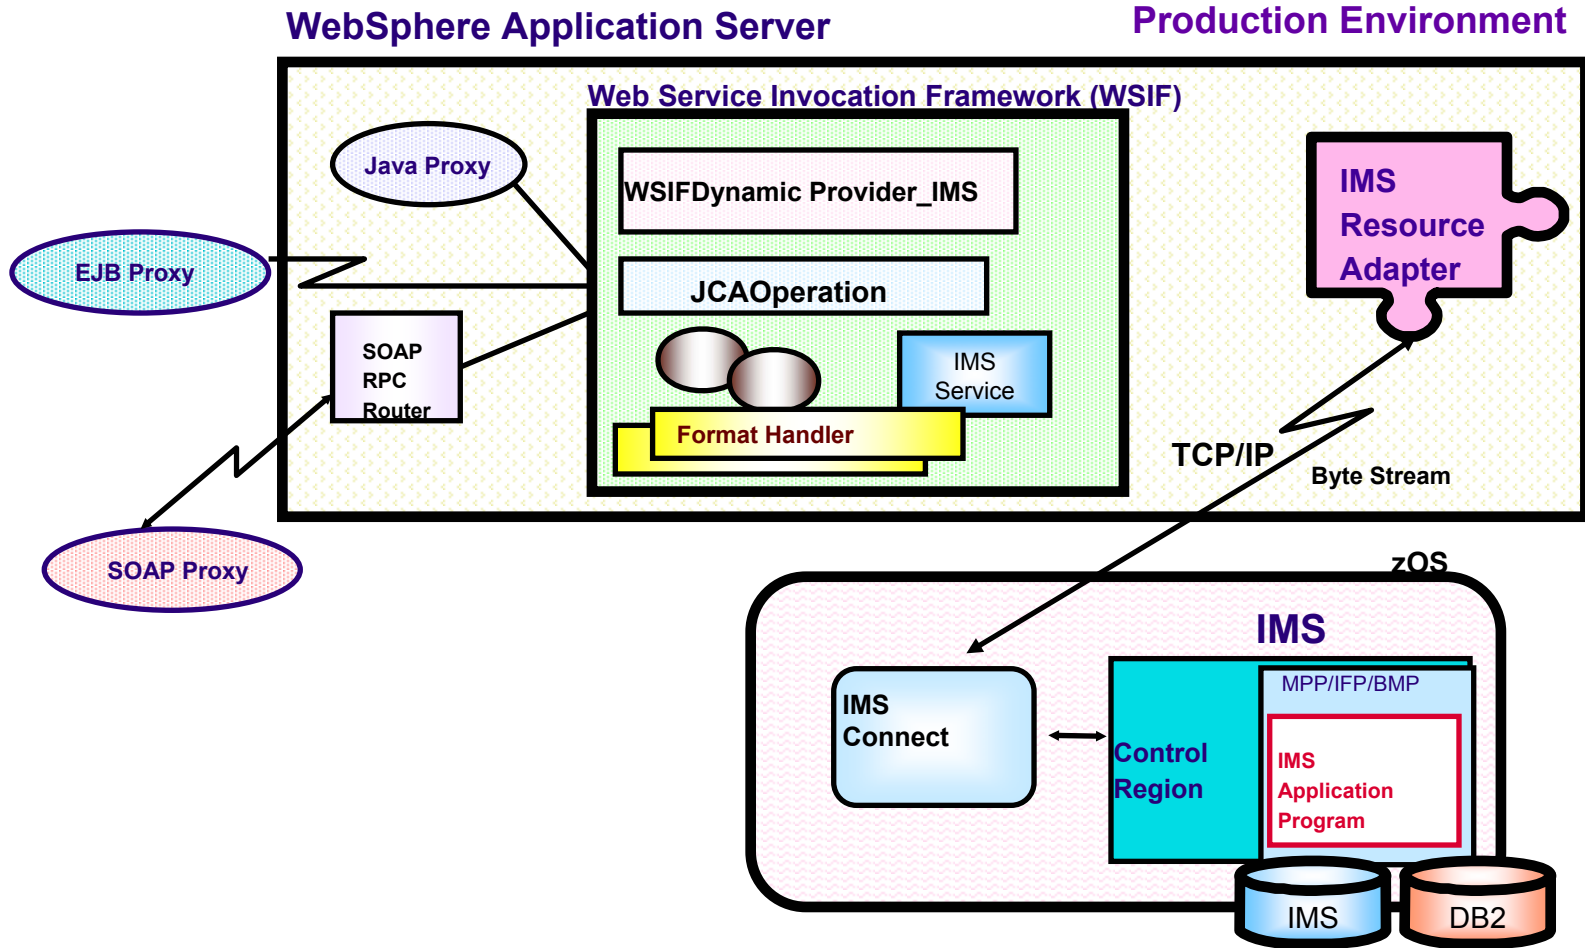 WebSphere Application Server
Production Environment
Web Service Invocation Framework (WSIF)
Java Proxy
WSIFDynamic Provider_IMS
IMS
Resource
Adapter
EJB Proxy
JCAOperation
SOAP
RPC
Router
IMS
Service
Format Handler
TCP/IP
Byte Stream
SOAP Proxy
zOS
IMS
MPP/IFP/BMP
IMS
Connect
Control
Region
IMS
Application
Program
IMS
DB2